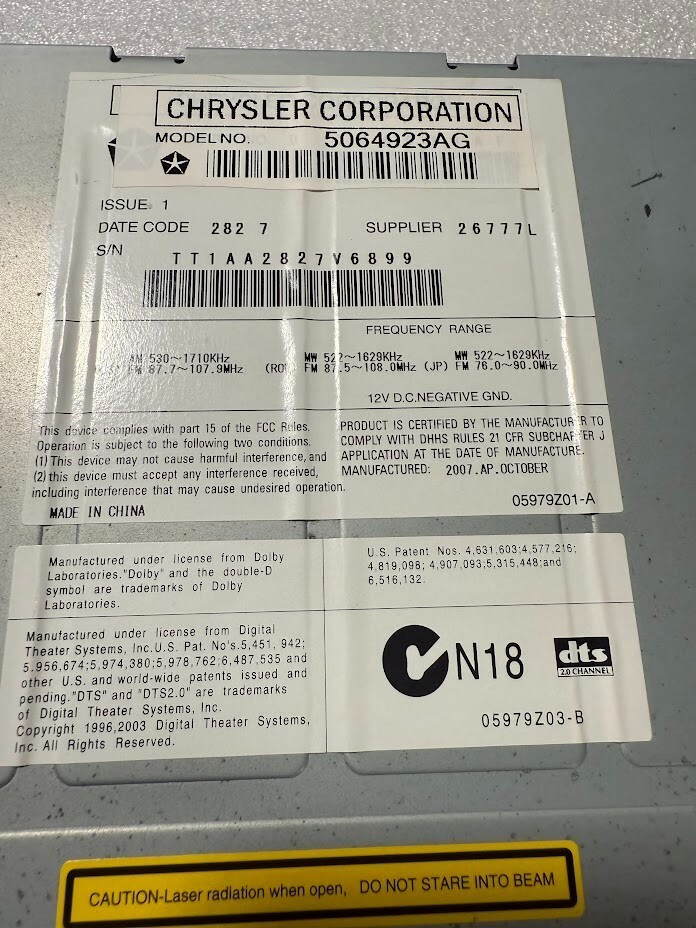 CHRYSLER CORPORATION
MODEL NO. 5064923AG
ISSUE 1
DATE CODE 282 7 SUPPLIER 26777L
S/N
TT1AA2827V6899
FREQUENCY RANGE
AM 530~1710KHz MW 522~1629KHz MW 522~1629KHz
FM 87.7~107.9MHz FM 87.5~108.0MHz (JP) FM 76.0~90.0MHz
12V D.C.NEGATIVE GND.
This device complies with part 15 of the FCC Rules.
Operation is subject to the following two conditions.
(1) This device may not cause harmful interference, and
(2) this device must accept any interference received,
including interference that may cause undesired operation.
MADE IN CHINA
PRODUCT IS CERTIFIED BY THE MANUFACTURER TO
COMPLY WITH DHHS RULES 21 CFR SUBCHAPTER J
APPLICATION AT THE DATE OF MANUFACTURE.
MANUFACTURED: 2007.AP.OCTOBER
05979Z01-A
Manufactured under license from Dolby
Laboratories."Dolby" and the double-D
symbol are trademarks of Dolby
Laboratories.
U.S. Patent Nos. 4,631,603;4,577,216;
4,819,098; 4,907,093;5,315,448;and
6,516,132.
Manufactured under license from Digital
Theater Systems, Inc.U.S. Pat. No's.5,451, 942;
5.956,674;5,974,380;5,978,762;6,487,535 and
other U.S. and world-wide patents issued and
pending."DTS" and "DTS2.0" are trademarks
of Digital Theater Systems, Inc.
Copyright 1996,2003 Digital Theater Systems,
Inc. All Rights Reserved.
N18
dts
2.0 CHANNEL
05979Z03-B
CAUTION-Laser radiation when open, DO NOT STARE INTO BEAM